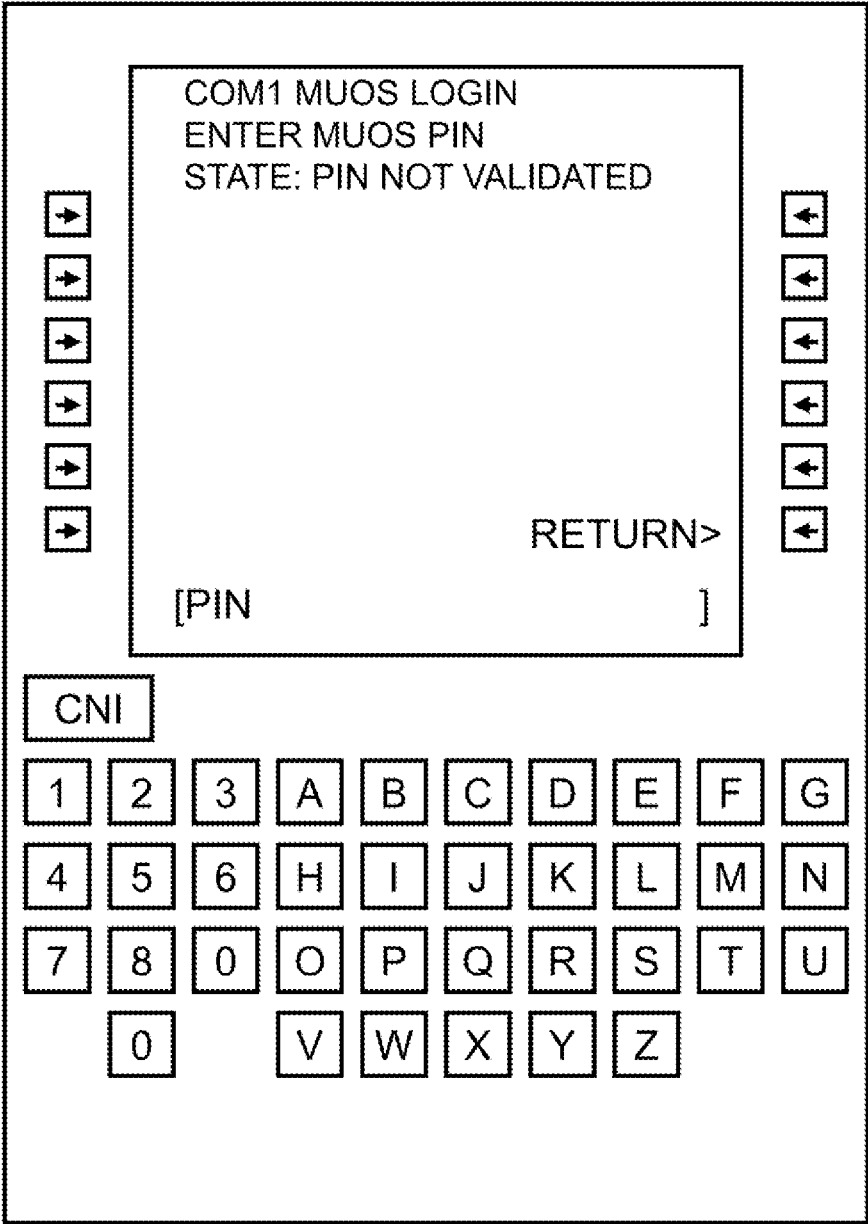 COM1 MUOS LOGIN
ENTER MUOS PIN
STATE: PIN NOT VALIDATED
RETURN>
[PIN ]
CNI
1 2 3 A B C D E F G
4 5 6 H I J K L M N
7 8 0 O P Q R S T U
0 V W X Y Z